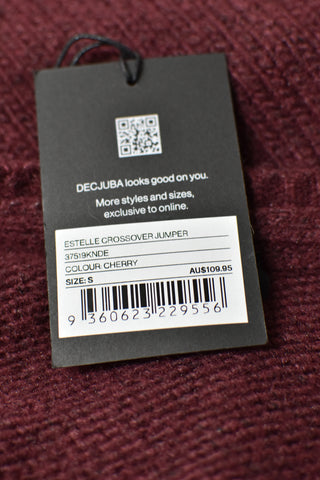 DECJUBA looks good on you.
More styles and sizes,
exclusive to online.
ESTELLE CROSSOVER JUMPER
37519KNDE
COLOUR: CHERRY
SIZE: S AU$109.95
9 360623 229556